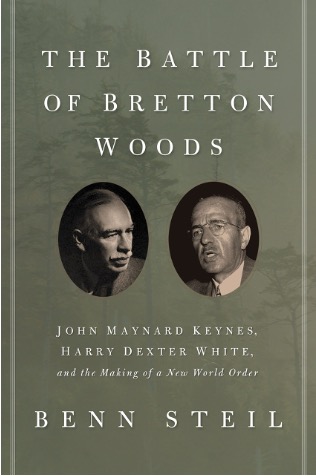 THE BATTLE
OF BRETTON
WOODS
JOHN MAYNARD KEYNES,
HARRY DEXTER WHITE,
and the Making of a New World Order
BENN STEIL